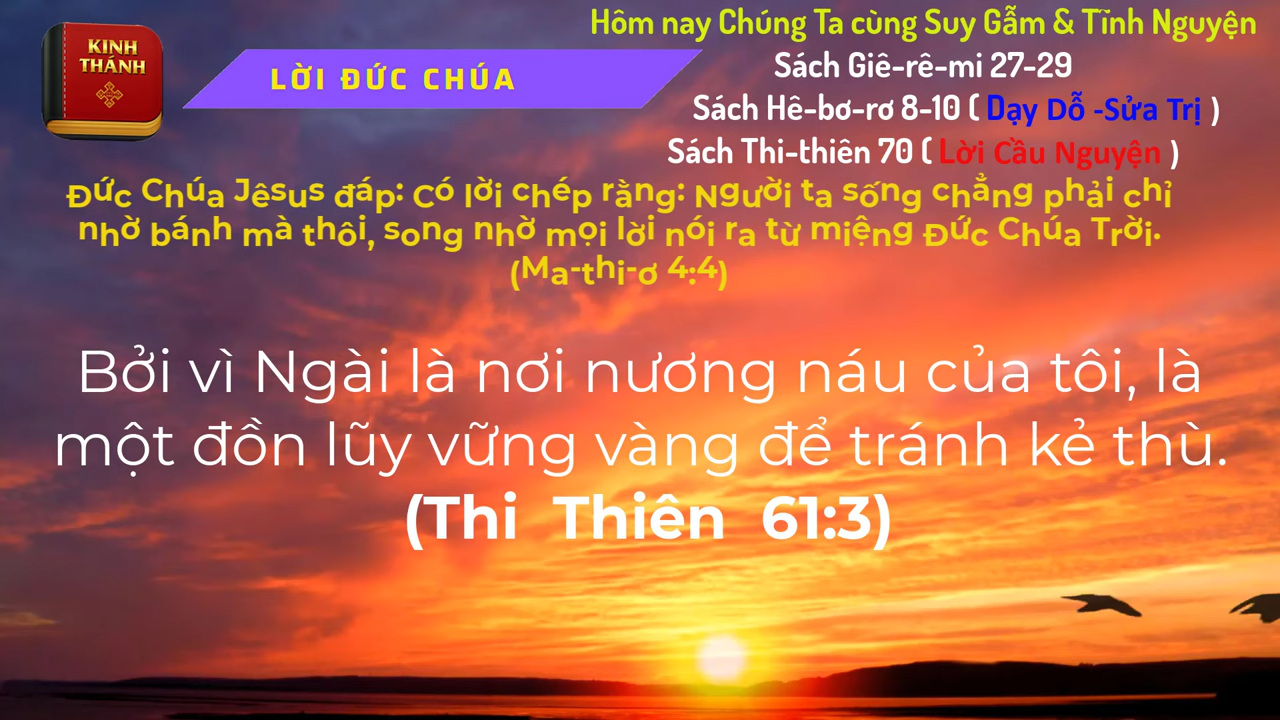 KINH
THÁNH
LỜI ĐỨC CHÚA
Hôm nay Chúng Ta cùng Suy Gẫm & Tĩnh Nguyện
Sách Giê-rê-mi 27-29
Sách Hê-bơ-rơ 8-10 ( Dạy Dỗ -Sửa Trị )
Sách Thi-thiên 70 ( Lời Cầu Nguyện )
Đức Chúa Jêsus đáp: Có lời chép rằng: Người ta sống chẳng phải chỉ
nhờ bánh mà thôi, song nhờ mọi lời nói ra từ miệng Đức Chúa Trời.
(Ma-thi-ơ 4:4)
Bởi vì Ngài là nơi nương náu của tôi, là
một đồn lũy vững vàng để tránh kẻ thù.
(Thi Thiên 61:3)